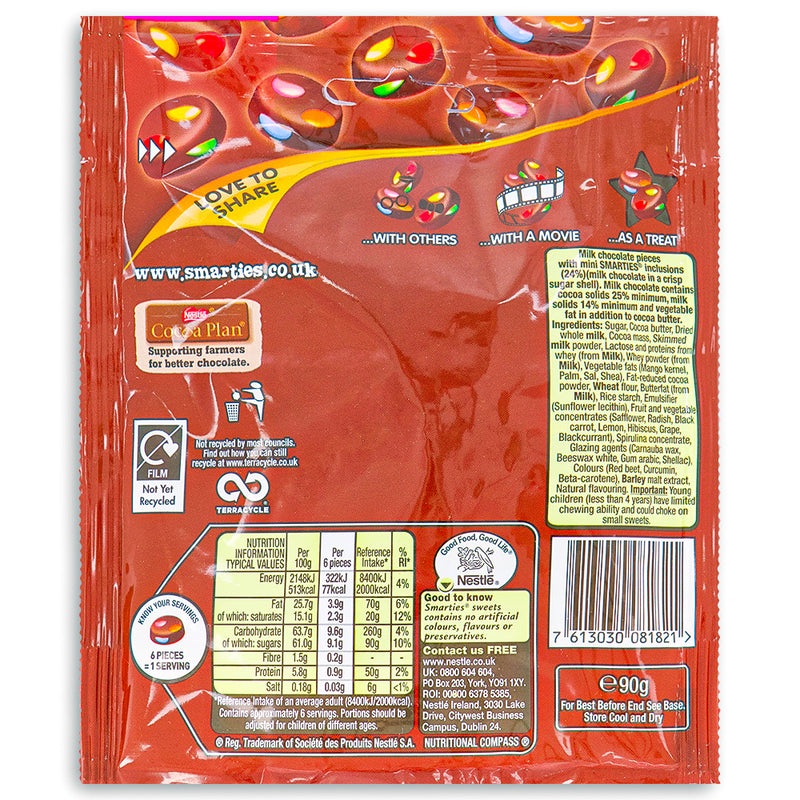 LOVE TO
SHARE
...WITH OTHERS
...WITH A MOVIE
...AS A TREAT
www.smarties.co.uk
Nestlé
Cocoa Plan®
Supporting farmers
for better chocolate.
Milk chocolate pieces
with mini SMARTIES® inclusions
(24%)(milk chocolate in a crisp
sugar shell). Milk chocolate contains
cocoa solids 25% minimum, milk
solids 14% minimum and vegetable
fat in addition to cocoa butter.
Ingredients: Sugar, Cocoa butter, Dried
whole milk, Cocoa mass, Skimmed
milk powder, Lactose and proteins from
whey (from Milk), Whey powder (from
Milk), Vegetable fats (Mango kernel,
Palm, Sal, Shea), Fat-reduced cocoa
powder, Wheat flour, Butterfat (from
Milk), Rice starch, Emulsifier
(Sunflower lecithin), Fruit and vegetable
concentrates (Safflower, Radish, Black
carrot, Lemon, Hibiscus, Grape,
Blackcurrant), Spirulina concentrate,
Glazing agents (Carnauba wax,
Beeswax white, Gum arabic, Shellac).
Colours (Red beet, Curcumin,
Beta-carotene), Barley malt extract,
Natural flavouring. Important: Young
children (less than 4 years) have limited
chewing ability and could choke on
small sweets.
FILM
Not Yet
Recycled
Not recycled by most councils.
Find out how you can still
recycle at www.terracycle.co.uk
TERRACYCLE
KNOW YOUR SERVINGS
6 PIECES
= 1 SERVING
NUTRITION INFORMATION TYPICAL VALUES Per 100g Per 6 pieces Reference Intake* % RI*
Energy 2148kJ 322kJ 8400kJ 4%
513kcal 77kcal 2000kcal
Fat 25.7g 3.9g 70g 6%
of which: saturates 15.1g 2.3g 20g 12%
Carbohydrate 63.7g 9.6g 260g 4%
of which: sugars 61.0g 9.1g 90g 10%
Fibre 1.5g 0.2g - -
Protein 5.8g 0.9g 50g 2%
Salt 0.18g 0.03g 6g <1%
*Reference Intake of an average adult (8400kJ/2000kcal).
Contains approximately 6 servings. Portions should be
adjusted for children of different ages.
® Reg. Trademark of Société des Produits Nestlé S.A.
Good Food, Good Life®
Nestlé®
Good to know
Smarties® sweets
contains no artificial
colours, flavours or
preservatives.
Contact us FREE
www.nestle.co.uk
UK: 0800 604 604,
PO Box 203, York, YO91 1XY.
ROI: 00800 6378 5385,
Nestlé Ireland, 3030 Lake
Drive, Citywest Business
Campus, Dublin 24.
NUTRITIONAL COMPASS ®
7 613030 081821 >
℮90g
For Best Before End See Base.
Store Cool and Dry